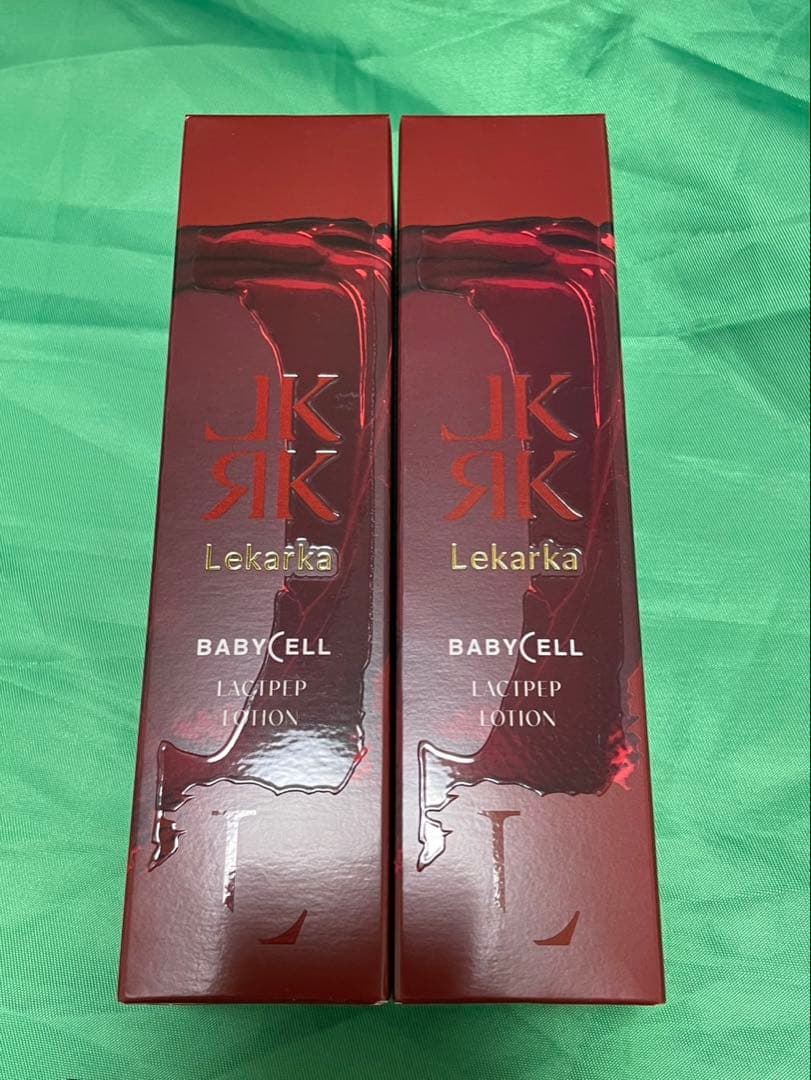 LK
RK
Lekarka
BABYCELL
LACTPEP
LOTION
L
LK
RK
Lekarka
BABYCELL
LACTPEP
LOTION
L